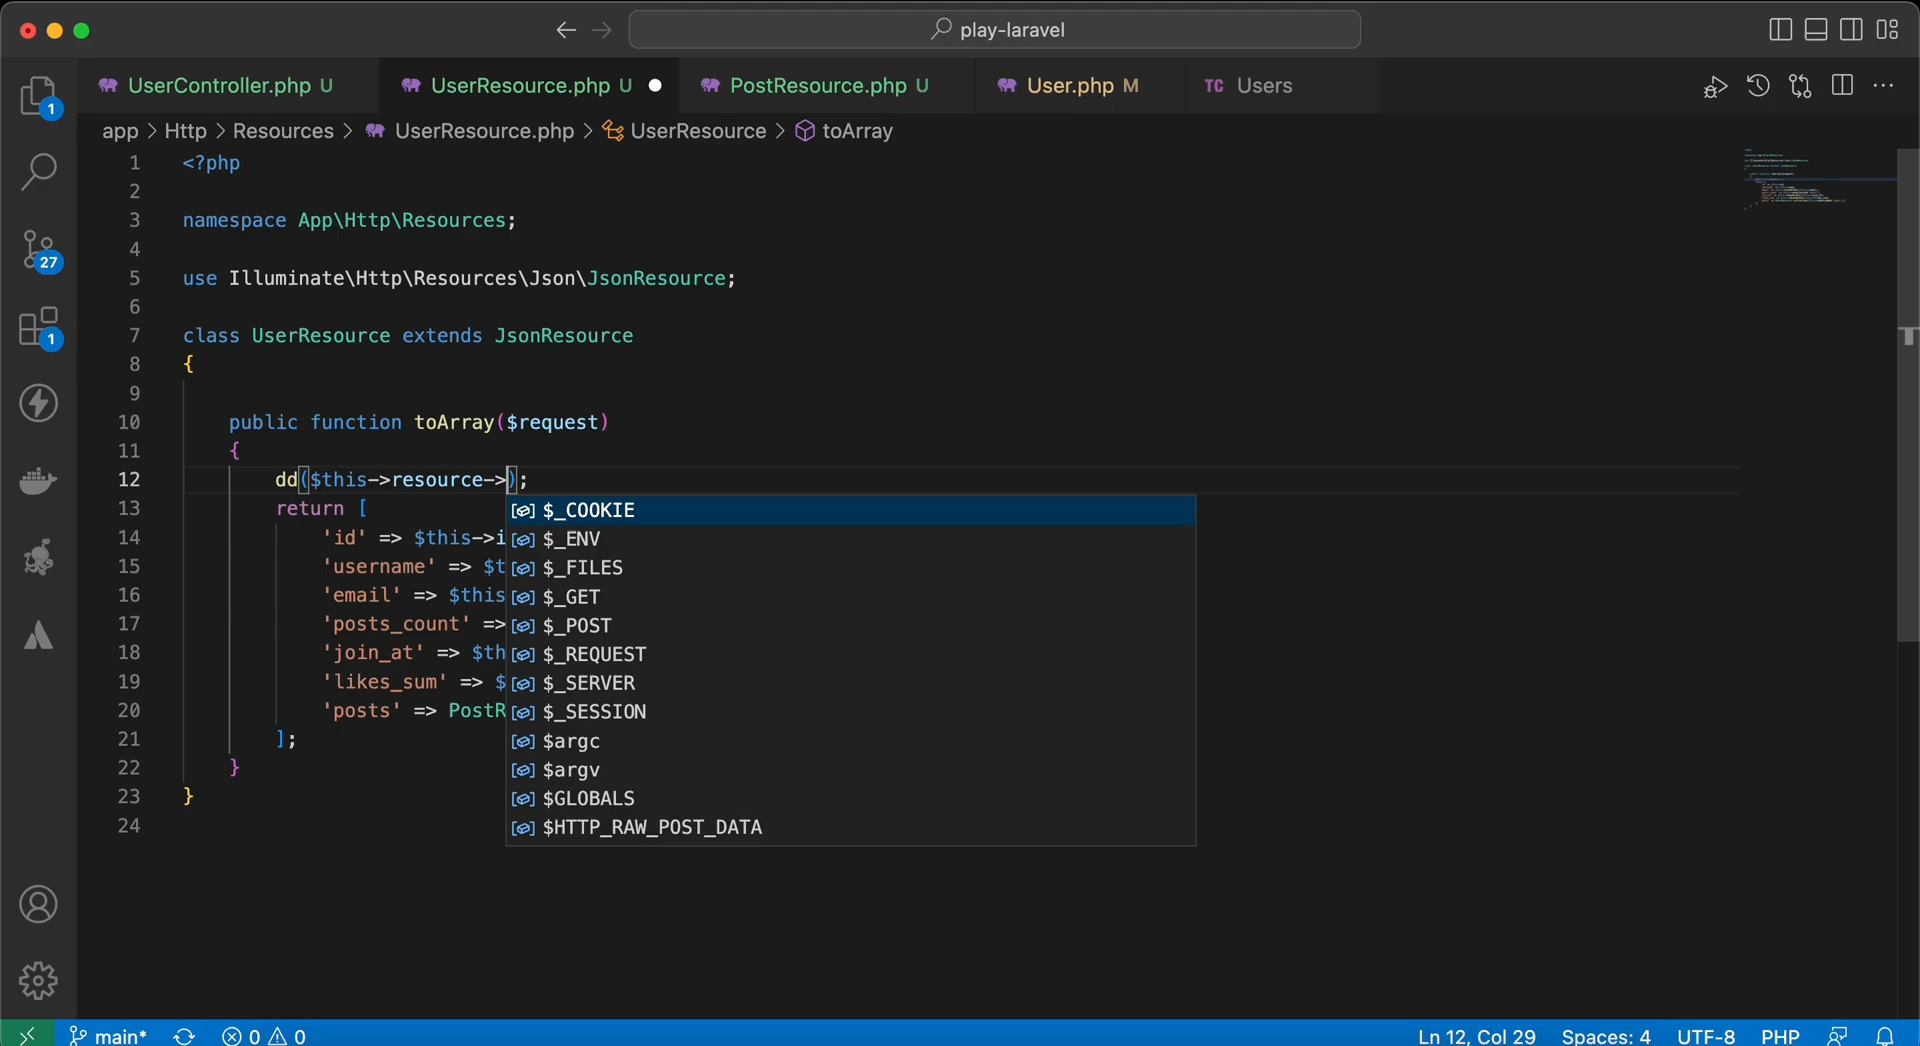 play-laravel
UserController.php U
UserResource.php U
PostResource.php U
User.php M
TC Users
app > Http > Resources > UserResource.php > UserResource > toArray
1
1 <?php
2
3 namespace App\Http\Resources;
4
27
5 use Illuminate\Http\Resources\Json\JsonResource;
6
1
7 class UserResource extends JsonResource
8 {
9
10 public function toArray($request)
11 {
12 dd($this->resource->);
13 return [
$_COOKIE
14 'id' => $this->i
$_ENV
15 'username' => $t
$_FILES
16 'email' => $this
$_GET
17 'posts_count' =>
$_POST
18 'join_at' => $th
$_REQUEST
19 'likes_sum' => $
$_SERVER
20 'posts' => PostR
$_SESSION
21 ];
$argc
22 }
$argv
23 }
$GLOBALS
24
$HTTP_RAW_POST_DATA
main*
0
0
Ln 12, Col 29
Spaces: 4
UTF-8
PHP